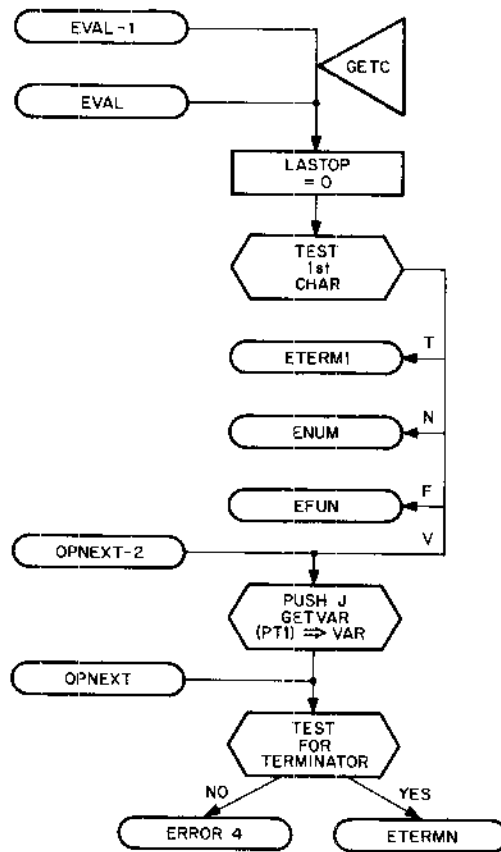 EVAL-1
GETC
EVAL
LASTOP
= 0
TEST
1st
CHAR
T
ETERM1
N
ENUM
F
EFUN
V
OPNEXT-2
PUSH J
GETVAR
(PT1) ⇒ VAR
OPNEXT
TEST
FOR
TERMINATOR
NO
YES
ERROR 4
ETERMN